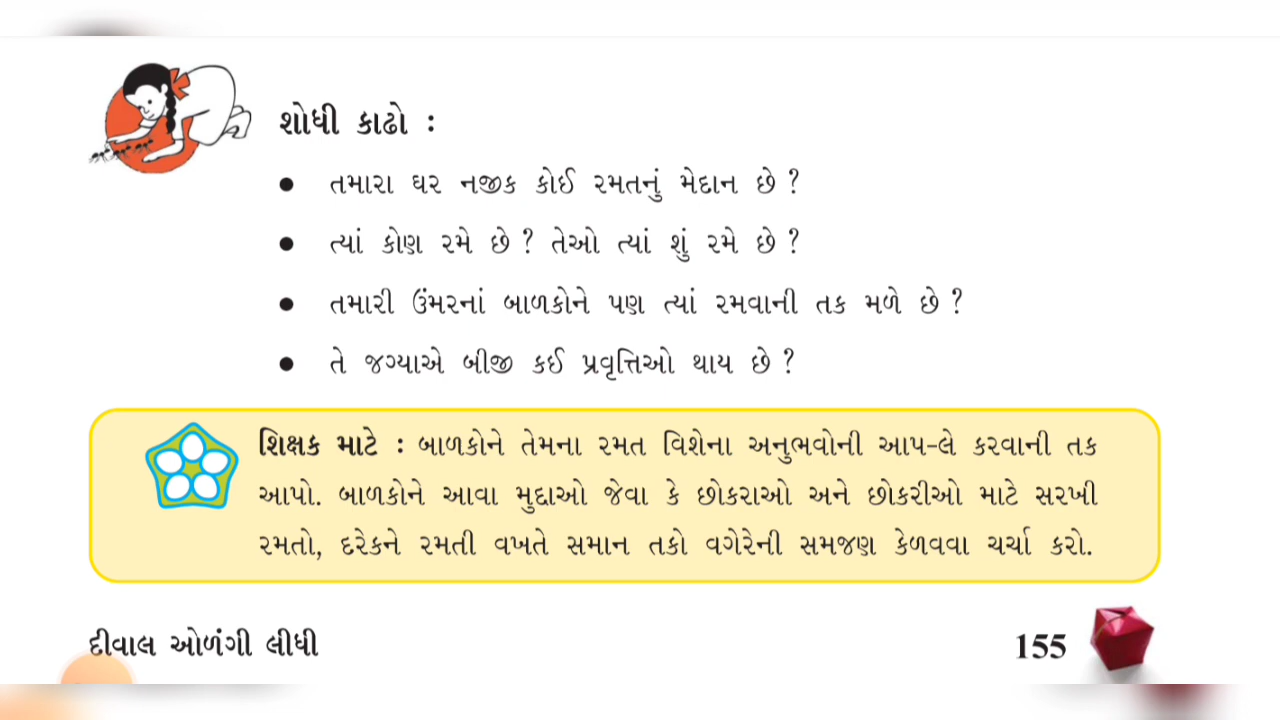 શોધી કાઢો :
● તમારા ઘર નજીક કોઈ રમતનું મેદાન છે ?
● ત્યાં કોણ રમે છે ? તેઓ ત્યાં શું રમે છે ?
● તમારી ઉંમરનાં બાળકોને પણ ત્યાં રમવાની તક મળે છે ?
● તે જગ્યાએ બીજી કઈ પ્રવૃત્તિઓ થાય છે ?
શિક્ષક માટે : બાળકોને તેમના રમત વિશેના અનુભવોની આપ-લે કરવાની તક
આપો. બાળકોને આવા મુદ્દાઓ જેવા કે છોકરાઓ અને છોકરીઓ માટે સરખી
રમતો, દરેકને રમતી વખતે સમાન તકો વગેરેની સમજણ કેળવવા ચર્ચા કરો.
દીવાલ ઓળંગી લીધી 155